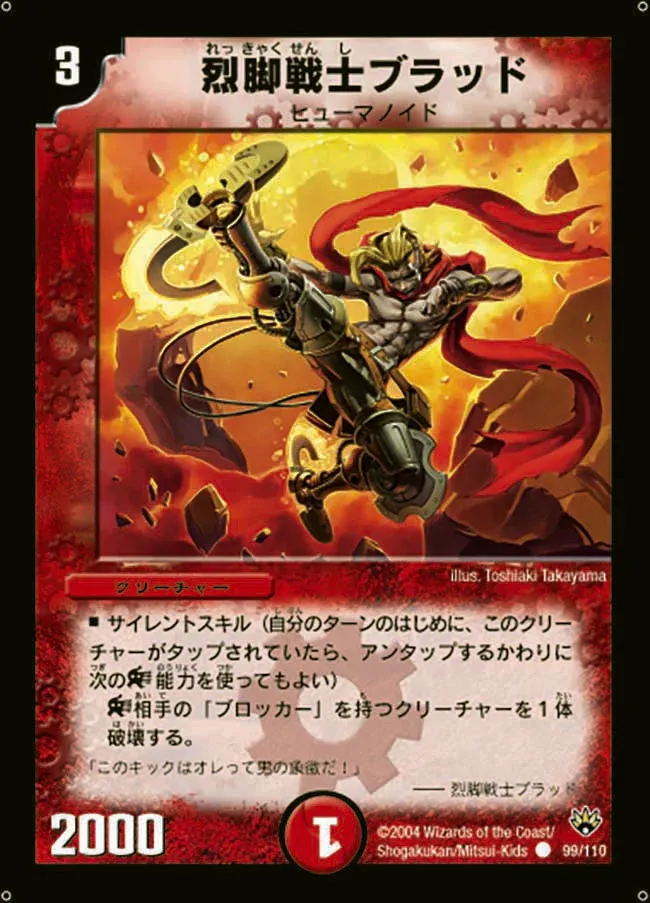 3
れっ きゃく せん し
烈脚戦士ブラッド
ヒューマノイド
illus. Toshiaki Takayama
クリーチャー
■ サイレントスキル（自分のターンのはじめに、このクリー
チャーがタップされていたら、アンタップするかわりに
次の能力を使ってもよい）
相手の「ブロッカー」を持つクリーチャーを1体
破壊する。
「このキックはオレって男の象徴だ！」
―― 烈脚戦士ブラッド
2000
1
©2004 Wizards of the Coast/
Shogakukan/Mitsui-Kids
99/110